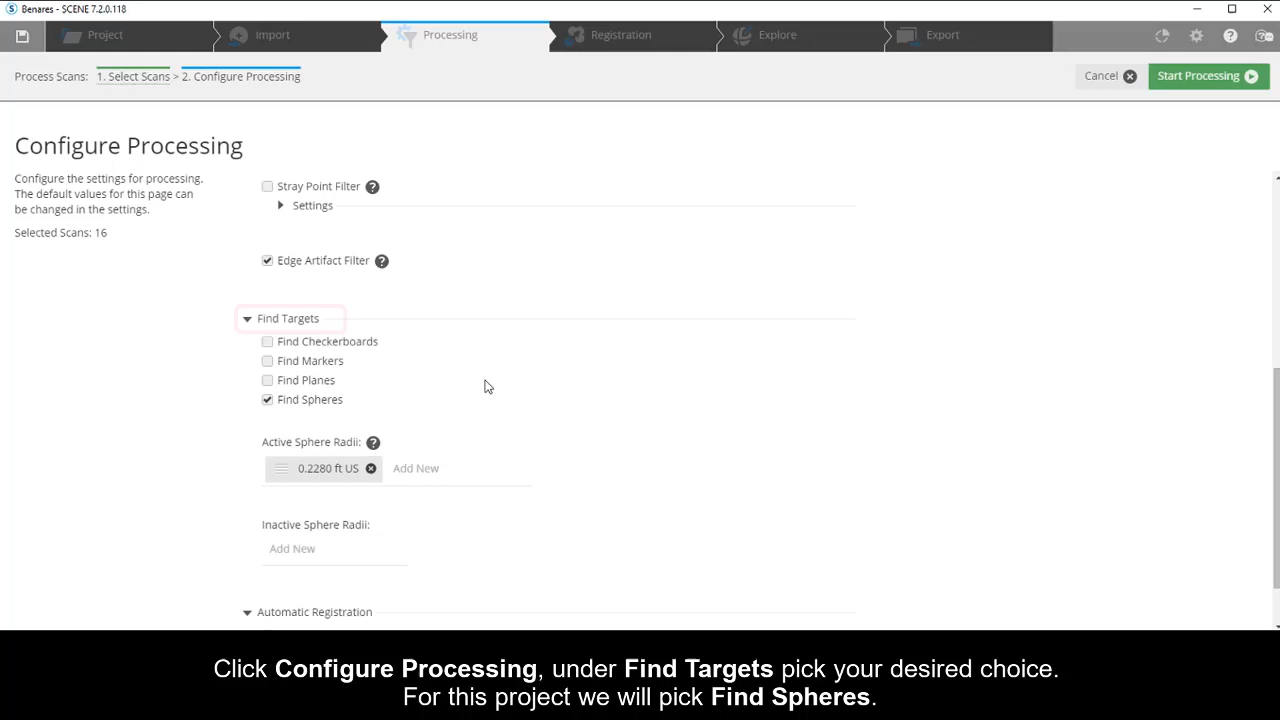 Benares - SCENE 7.2.0.118
Project
Import
Processing
Registration
Explore
Export
Process Scans: 1. Select Scans > 2. Configure Processing
Cancel
Start Processing
Configure Processing
Configure the settings for processing.
The default values for this page can
be changed in the settings.
Selected Scans: 16
Stray Point Filter
Settings
Edge Artifact Filter
Find Targets
Find Checkerboards
Find Markers
Find Planes
Find Spheres
Active Sphere Radii:
0.2280 ft US
Add New
Inactive Sphere Radii:
Add New
Automatic Registration
Click Configure Processing, under Find Targets pick your desired choice.
For this project we will pick Find Spheres.